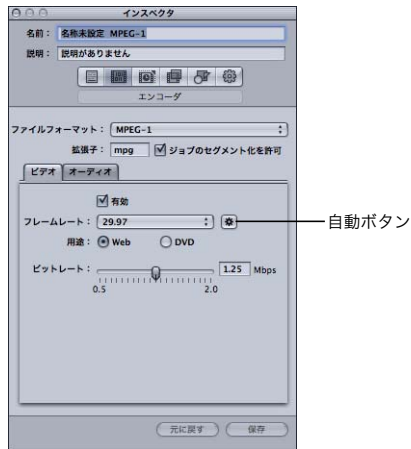 インスペクタ
名前： 名称未設定 MPEG-1
説明： 説明がありません
エンコーダ
ファイルフォーマット： MPEG-1
拡張子： mpg ジョブのセグメント化を許可
ビデオ オーディオ
有効
フレームレート： 29.97
自動ボタン
用途： Web DVD
ビットレート： 1.25 Mbps
0.5 2.0
元に戻す 保存